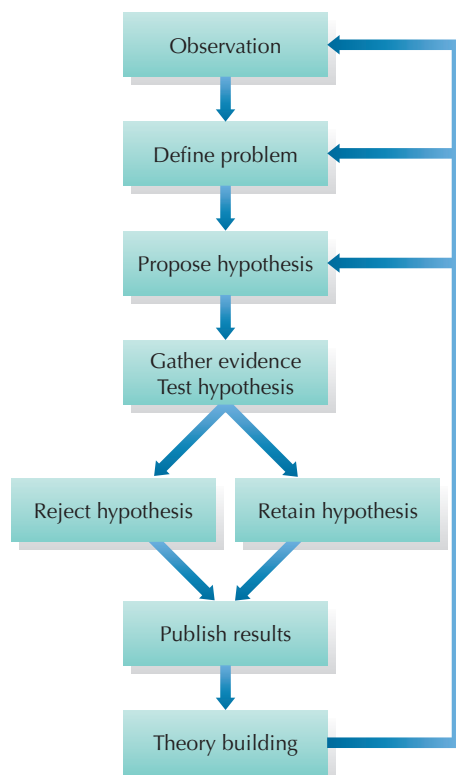 Observation
Define problem
Propose hypothesis
Gather evidence
Test hypothesis
Reject hypothesis
Retain hypothesis
Publish results
Theory building